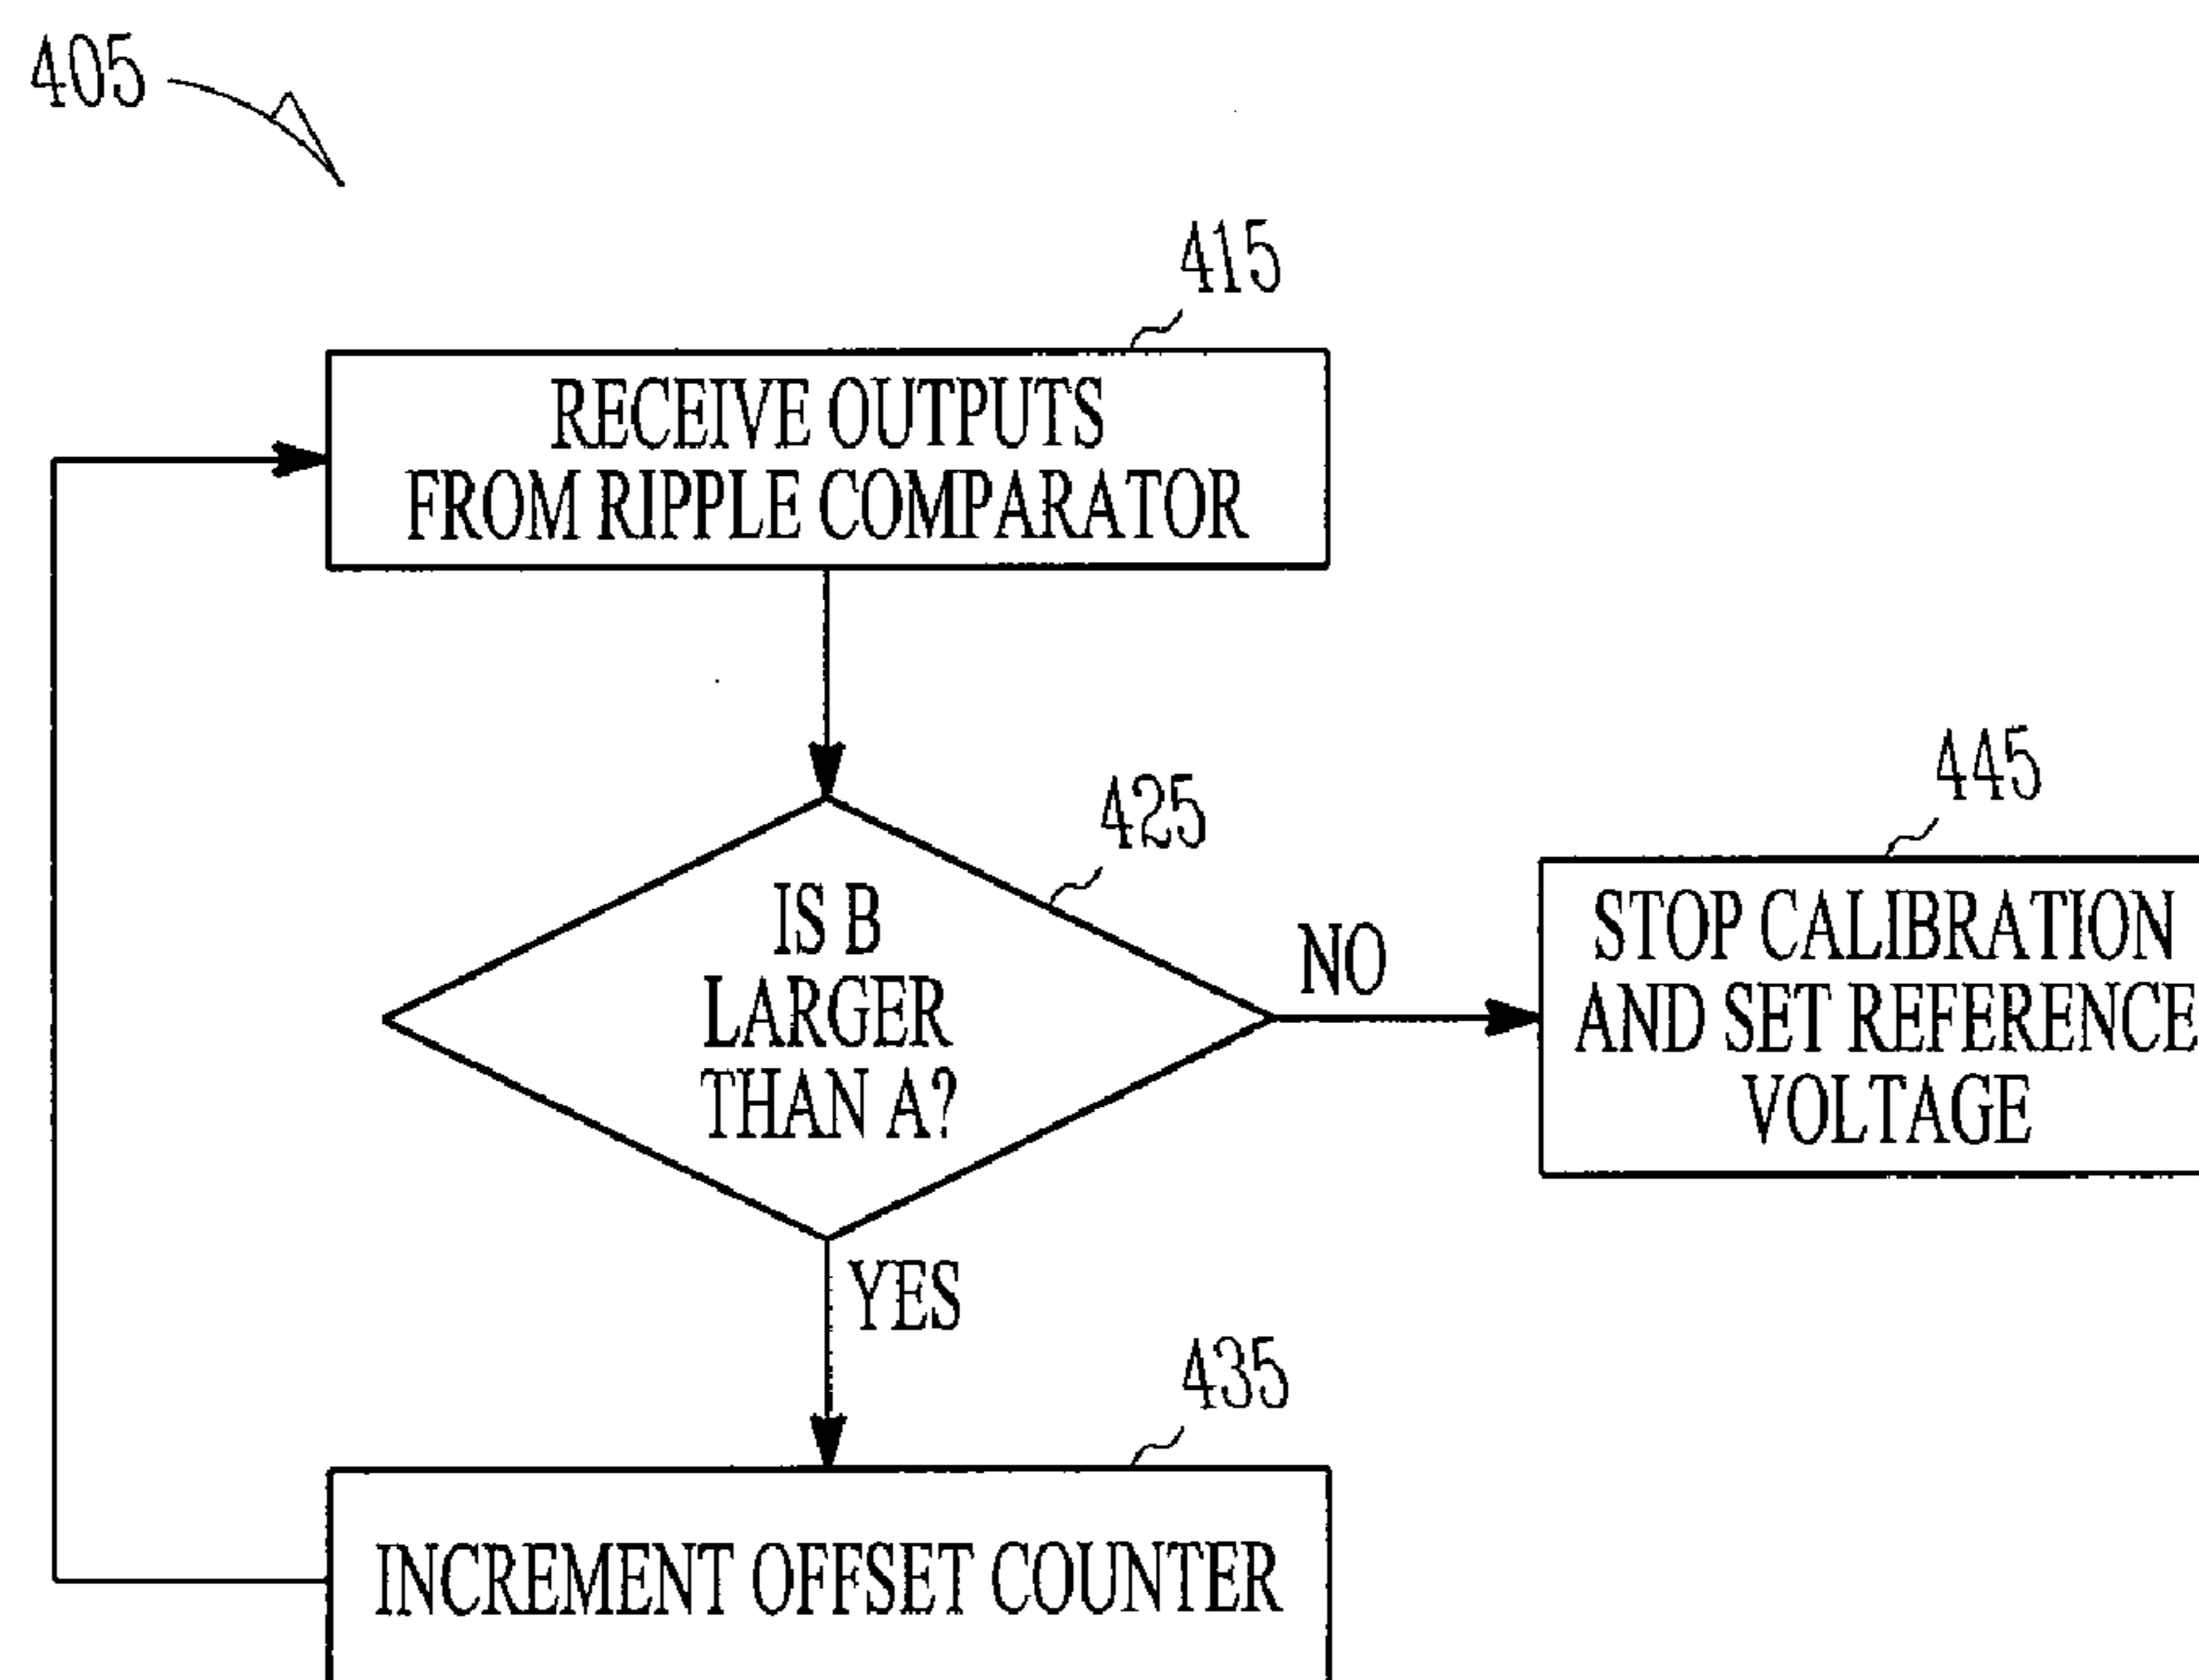 405
415
RECEIVE OUTPUTS
FROM RIPPLE COMPARATOR
425
IS B
LARGER
THAN A?
NO
445
STOP CALIBRATION
AND SET REFERENCE
VOLTAGE
YES
435
INCREMENT OFFSET COUNTER